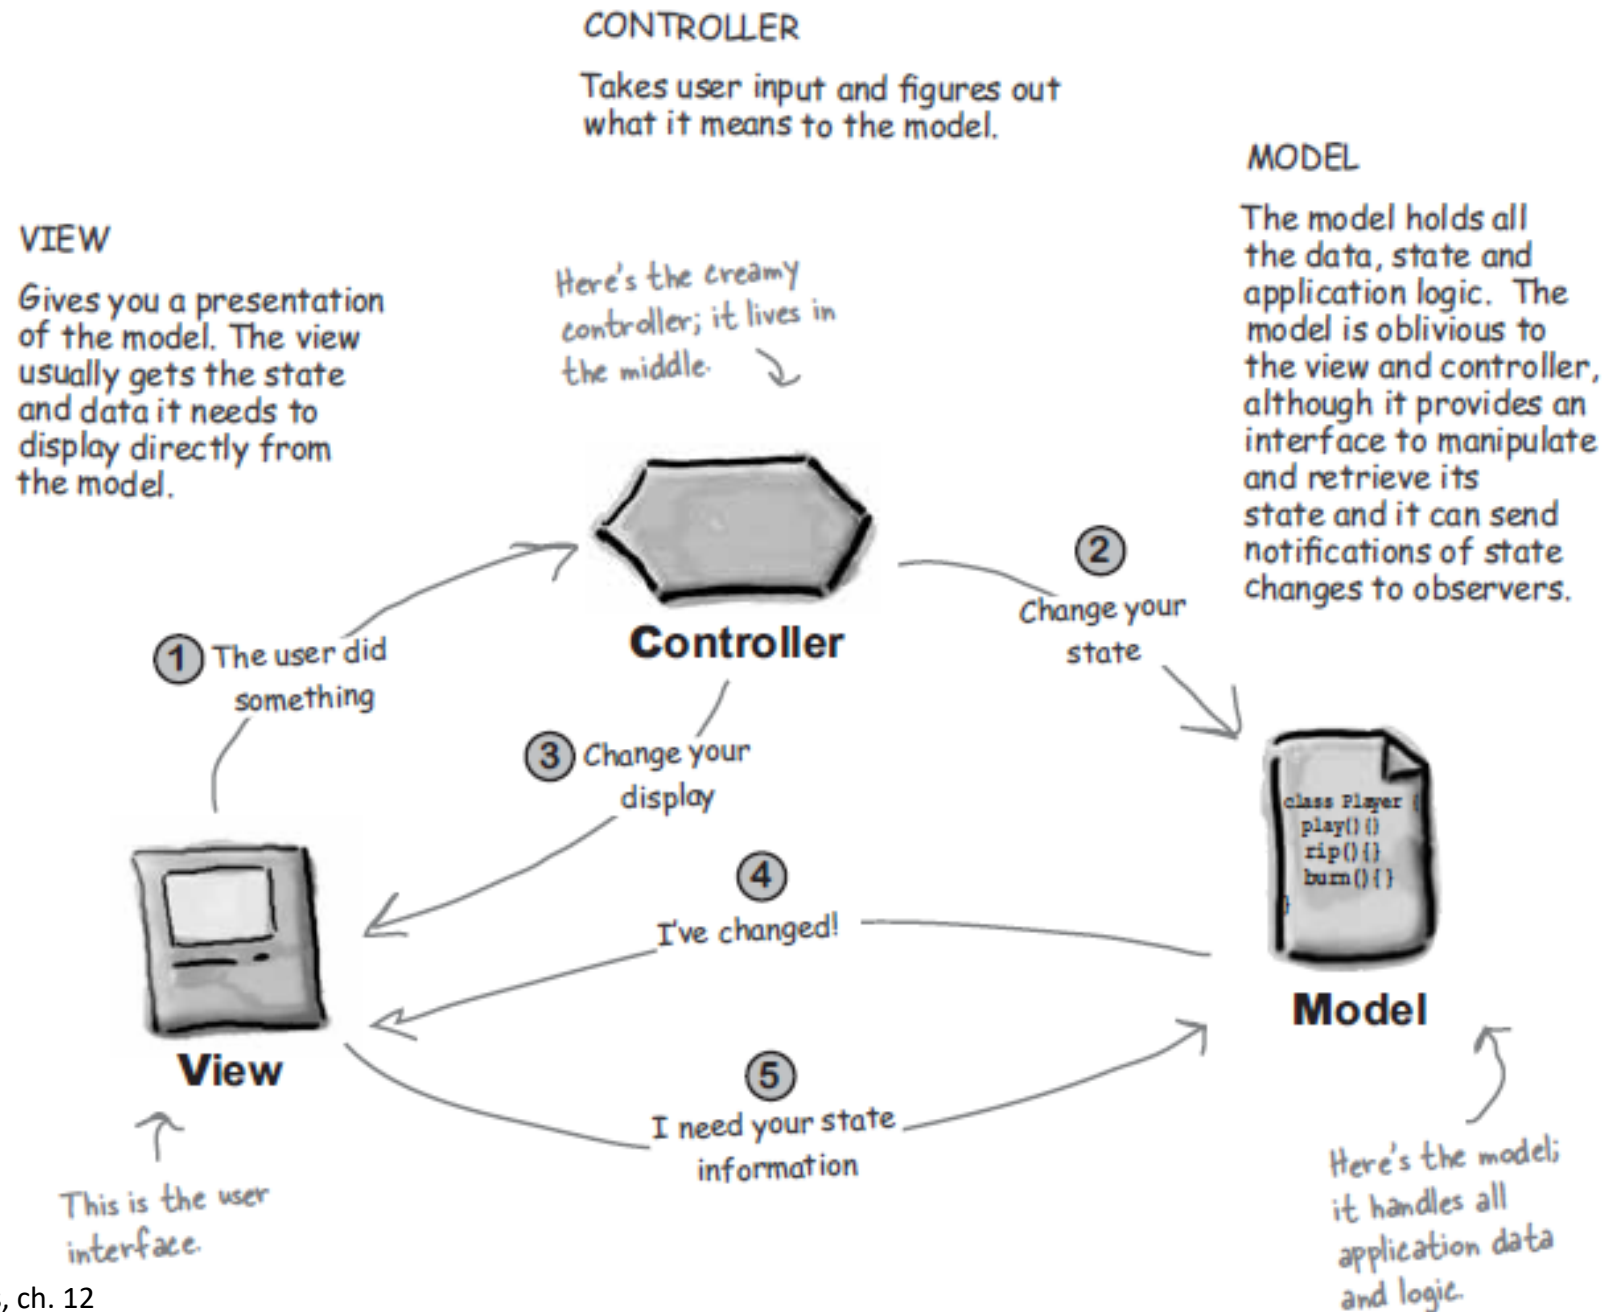 CONTROLLER
Takes user input and figures out
what it means to the model.
MODEL
The model holds all
the data, state and
application logic. The
model is oblivious to
the view and controller,
although it provides an
interface to manipulate
and retrieve its
state and it can send
notifications of state
changes to observers.
VIEW
Gives you a presentation
of the model. The view
usually gets the state
and data it needs to
display directly from
the model.
Here's the creamy
controller; it lives in
the middle.
Controller
1 The user did
something
2
Change your
state
3 Change your
display
4
I've changed!
5
I need your state
information
class Player {
play(){}
rip(){}
burn(){}
}
View
Model
This is the user
interface.
Here's the model;
it handles all
application data
and logic.
, ch. 12